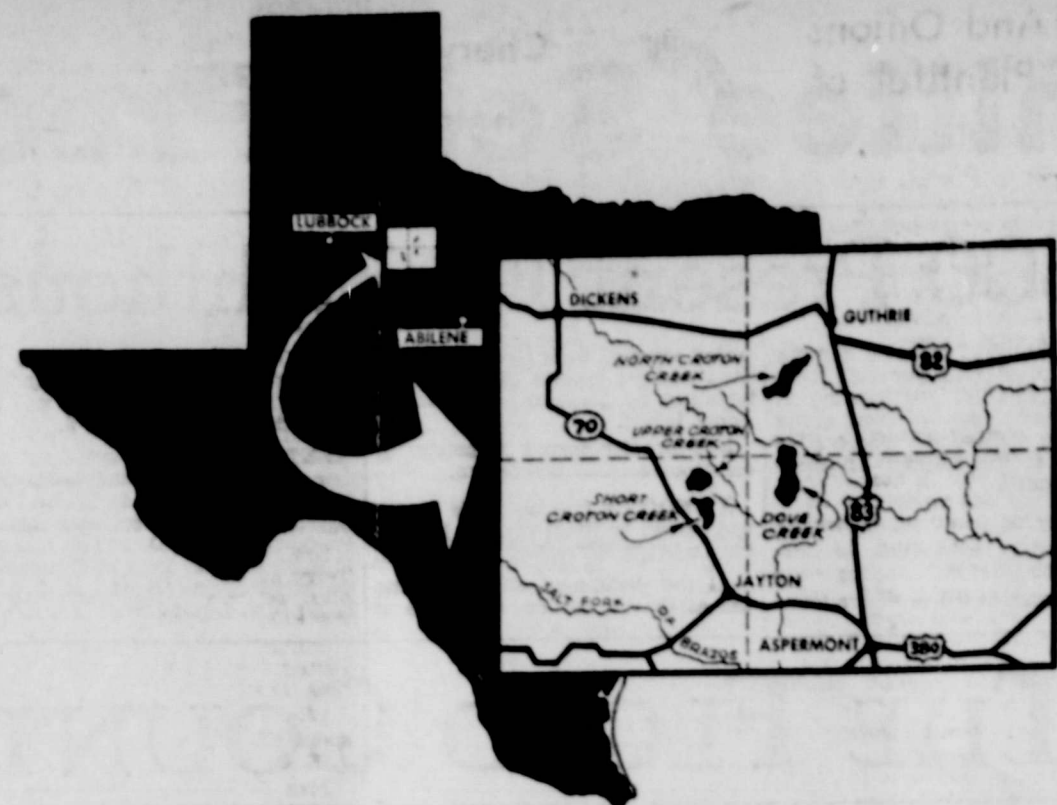 LUBBOCK
ABILENE
DICKENS
GUTHRIE
82
NORTH CROTON
CREEK
70
UPPER CROTON
CREEK
SHORT
CROTON CREEK
DOVE
CREEK
83
JAYTON
SALT FORK OF BRAZOS
ASPERMONT
380